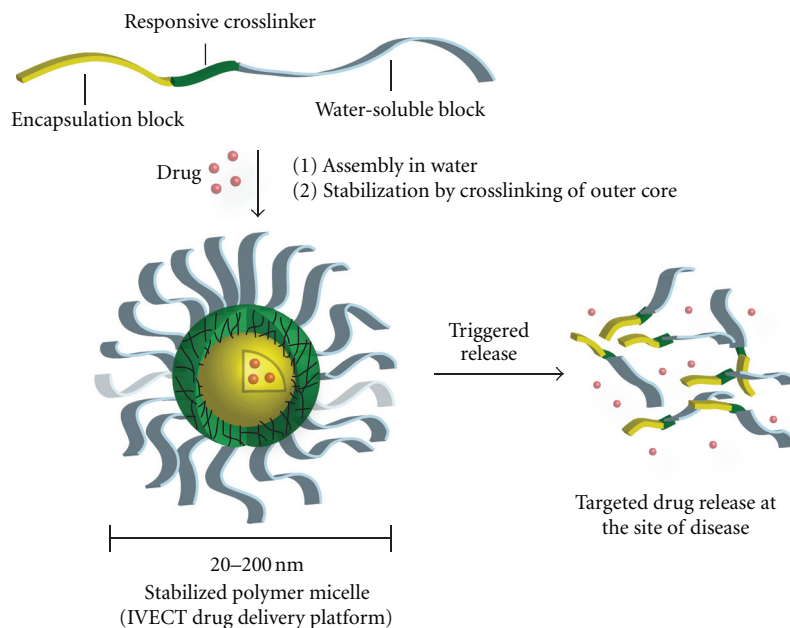 Responsive crosslinker
Encapsulation block
Water-soluble block
Drug
(1) Assembly in water
(2) Stabilization by crosslinking of outer core
Triggered
release
Targeted drug release at
the site of disease
20–200 nm
Stabilized polymer micelle
(IVECT drug delivery platform)